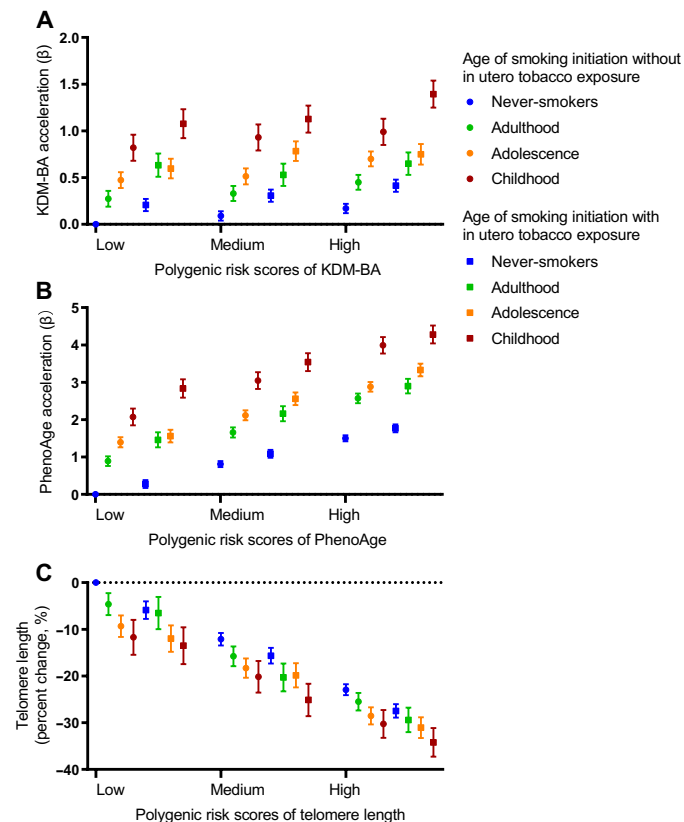 A
KDM-BA acceleration (β)
2.0
1.5
1.0
0.5
0.0
Low
Medium
High
Polygenic risk scores of KDM-BA
Age of smoking initiation without
in utero tobacco exposure
Never-smokers
Adulthood
Adolescence
Childhood
Age of smoking initiation with
in utero tobacco exposure
Never-smokers
Adulthood
Adolescence
Childhood
B
PhenoAge acceleration (β)
5
4
3
2
1
0
Low
Medium
High
Polygenic risk scores of PhenoAge
C
Telomere length
(percent change, %)
0
−10
−20
−30
−40
Low
Medium
High
Polygenic risk scores of telomere length